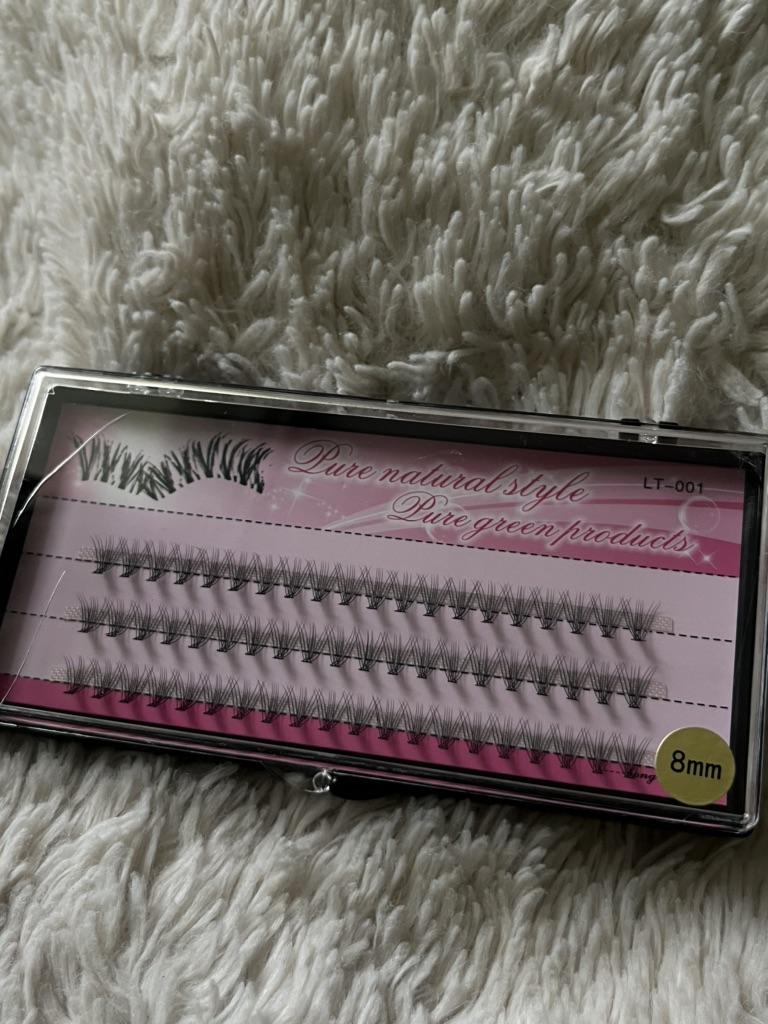 Pure natural style
LT-001
Pure green products
8mm